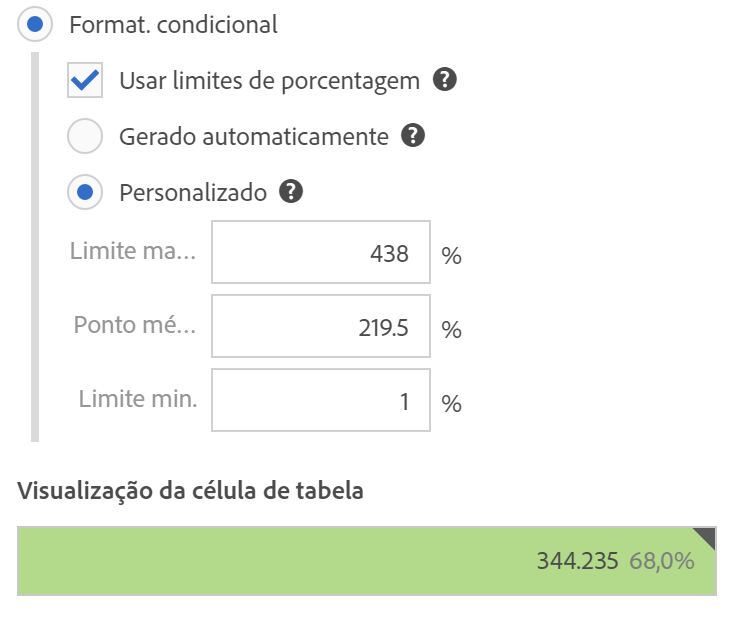 Format. condicional
Usar limites de porcentagem ?
Gerado automaticamente ?
Personalizado ?
Limite ma... 438 %
Ponto mé... 219.5 %
Limite min. 1 %
Visualização da célula de tabela
344.235 68,0%